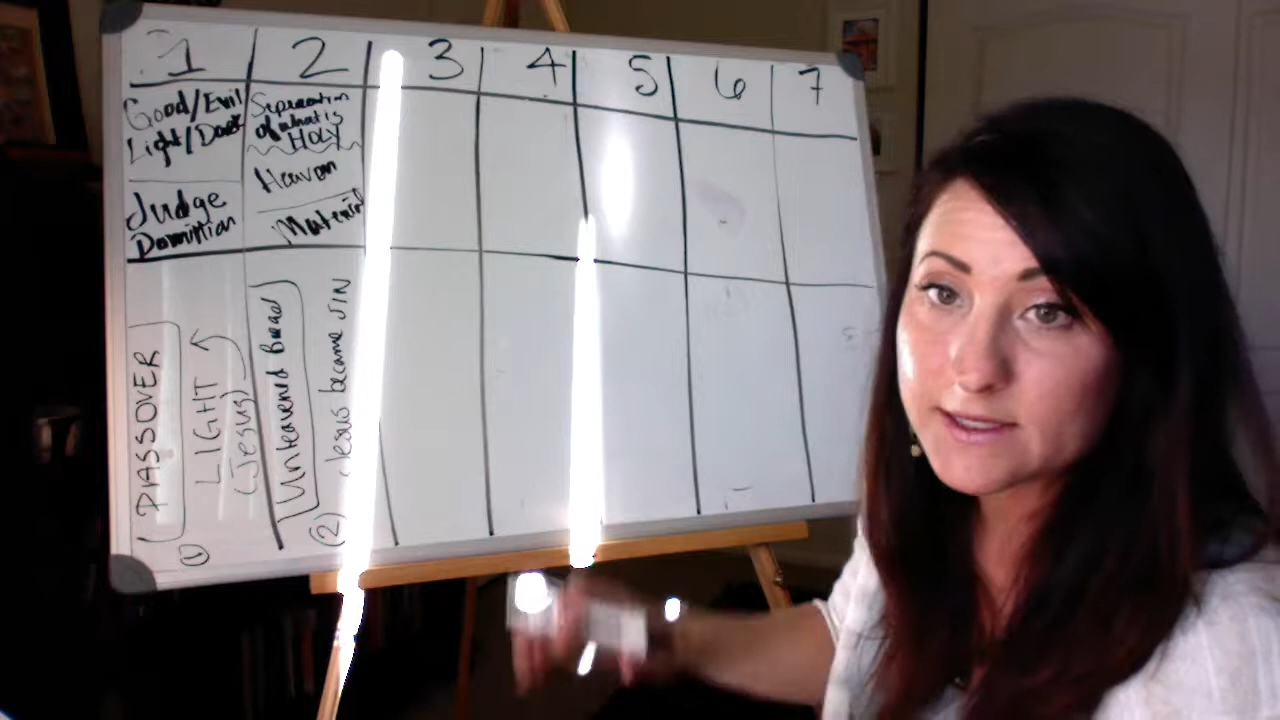 1 2 3 4 5 6 7
Good/Evil
Light/Dark
Judge
Domitian
Separation
of what is
HOLY
Heaven
Material
PASSOVER
(1)
LIGHT
(Jesus)
Unleavened Bread
(2) Jesus became SIN